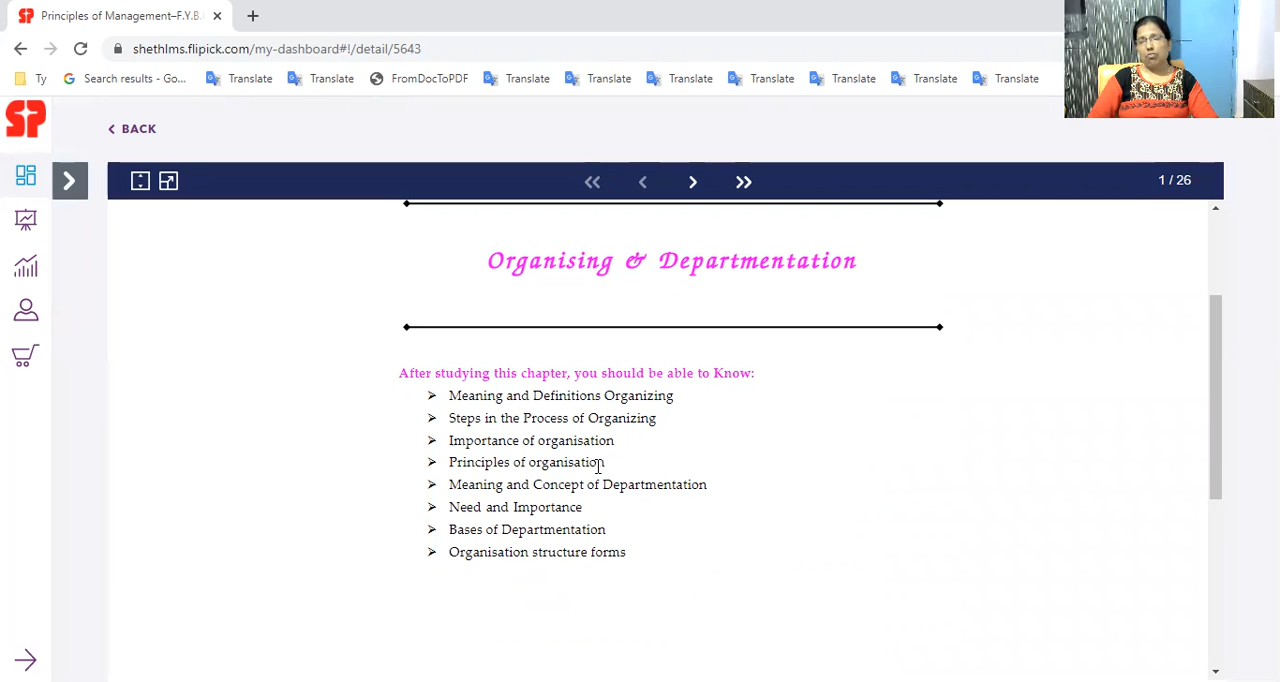 SP Principles of Management–F.Y.B.
shethlms.flipick.com/my-dashboard#!/detail/5643
Ty Search results - Go... Translate Translate FromDocToPDF Translate Translate Translate Translate Translate Translate Translate
SP
BACK
1 / 26
Organising & Departmentation
After studying this chapter, you should be able to Know:
Meaning and Definitions Organizing
Steps in the Process of Organizing
Importance of organisation
Principles of organisation
Meaning and Concept of Departmentation
Need and Importance
Bases of Departmentation
Organisation structure forms